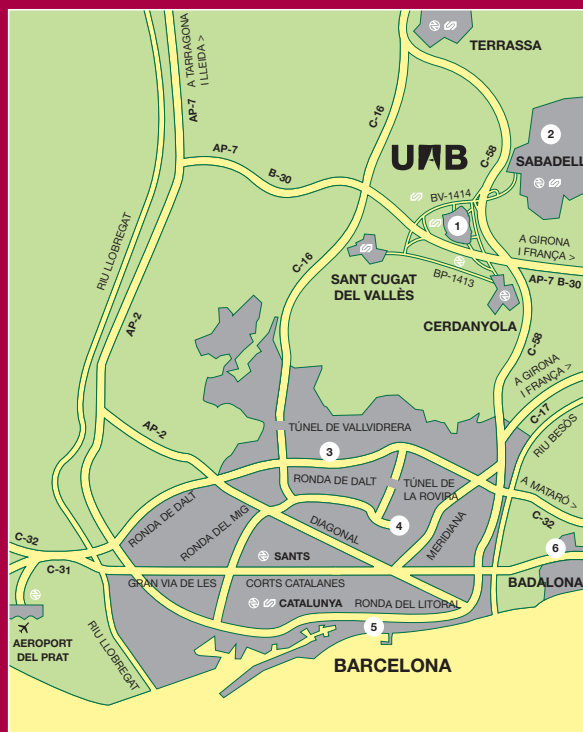 TERRASSA
A TARRAGONA
I LLEIDA >
AP-7
C-16
C-58
2
SABADELL
UAB
AP-7
B-30
BV-1414
1
A GIRONA
I FRANÇA >
AP-7 B-30
RIU LLOBREGAT
C-16
SANT CUGAT
DEL VALLÈS
BP-1413
CERDANYOLA
AP-2
C-58
A GIRONA
I FRANÇA >
C-17
RIU BESÒS
AP-2
TÚNEL DE VALLVIDRERA
3
RONDA DE DALT
TÚNEL DE
LA ROVIRA
A MATARÓ >
C-32
RONDA DE DALT
RONDA DEL MIG
DIAGONAL
4
MERIDIANA
C-32
C-31
SANTS
6
BADALONA
GRAN VIA DE LES
CORTS CATALANES
CATALUNYA
RONDA DEL LITORAL
5
AEROPORT
DEL PRAT
RIU LLOBREGAT
BARCELONA